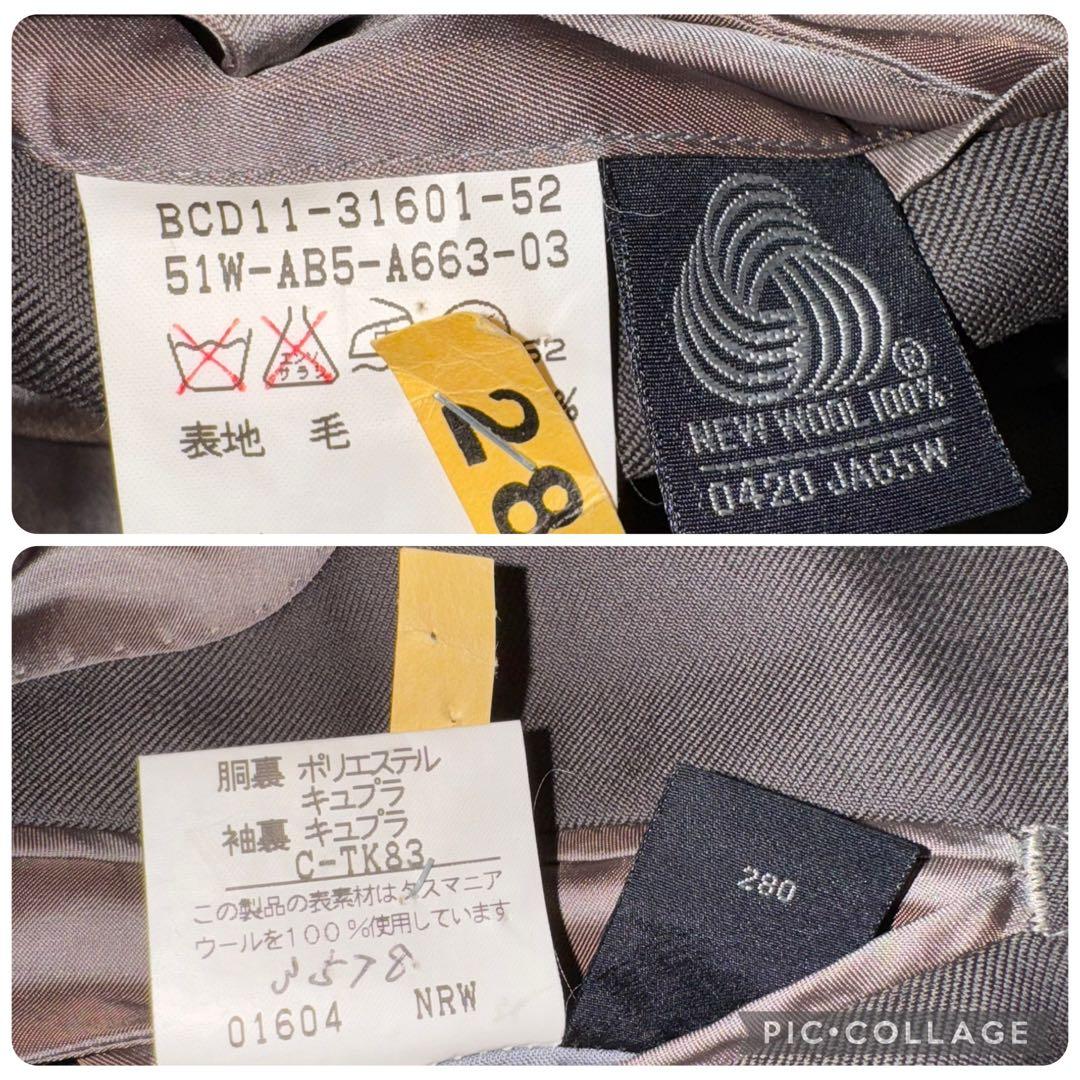 BCD11-31601-52
51W-AB5-A663-03
エンソ
サラシ
52
表地 毛
%
28
NEW WOOL 100%
0420 JA65W
胴裏 ポリエステル
キュプラ
袖裏 キュプラ
C-TK83
この製品の表素材はタスマニア
ウールを100%使用しています
3578
01604 NRW
280
PIC•COLLAGE